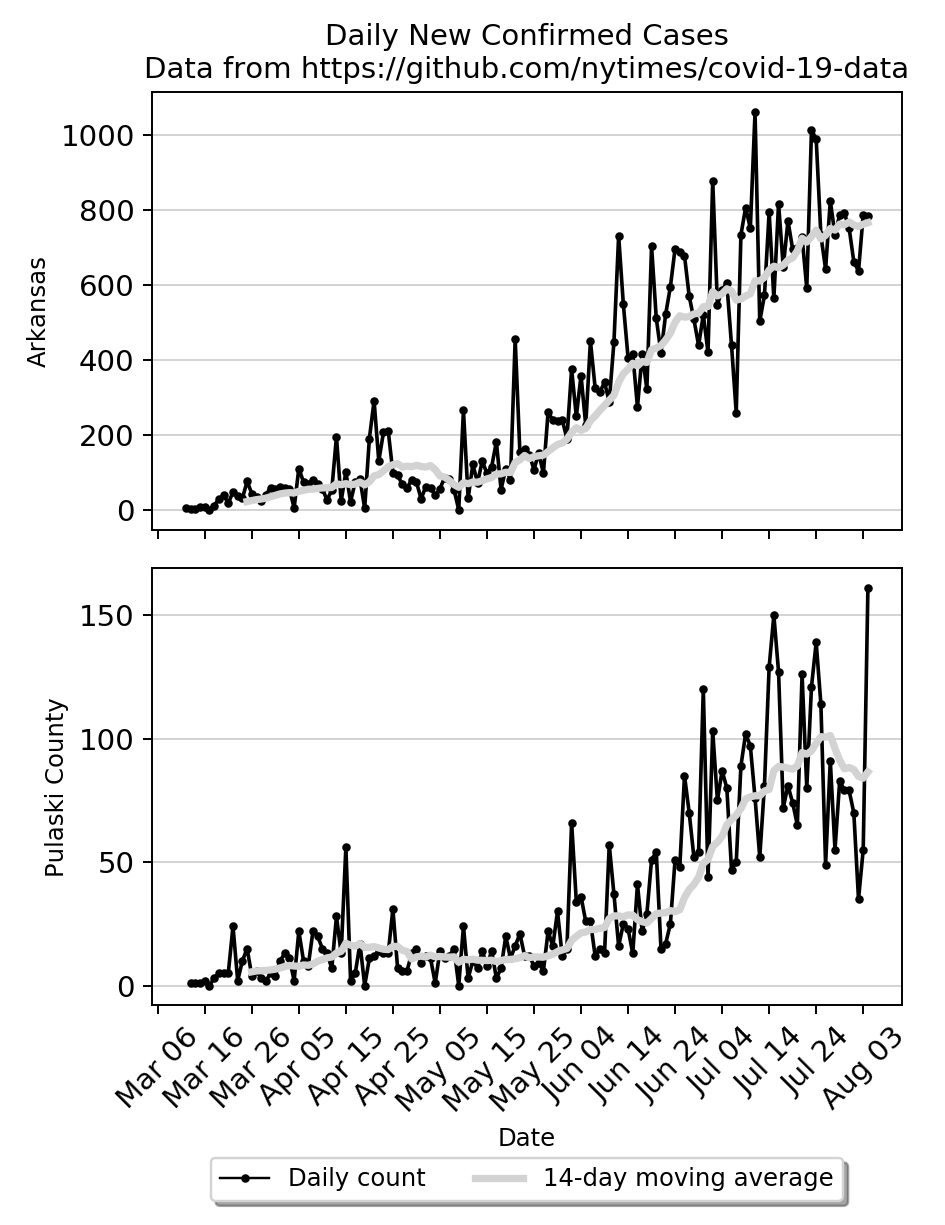 Daily New Confirmed Cases
Data from https://github.com/nytimes/covid-19-data
1000
800
600
400
200
0
Arkansas
150
100
50
0
Pulaski County
Mar 06
Mar 16
Mar 26
Apr 05
Apr 15
Apr 25
May 05
May 15
May 25
Jun 04
Jun 14
Jun 24
Jul 04
Jul 14
Jul 24
Aug 03
Date
Daily count
14-day moving average